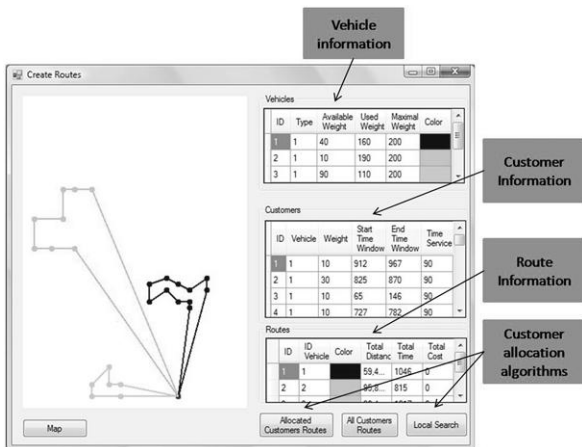 Vehicle
information
Create Routes
Vehicles
ID Type Available Weight Used Weight Maximal Weight Color
1 1 40 160 200
2 1 10 190 200
3 1 90 110 200
Customer
Information
Customers
ID Vehicle Weight Start Time Window End Time Window Time Service
1 1 10 912 967 90
2 1 30 825 870 90
3 1 10 65 146 90
4 1 10 727 782 90
Route
Information
Routes
ID ID Vehicle Color Total Distanc Total Time Total Cost
1 1 59,4... 1046 0
2 2 95,8... 815 0
Customer
allocation
algorithms
Map
Allocated
Customers Routes
All Customers
Routes
Local Search